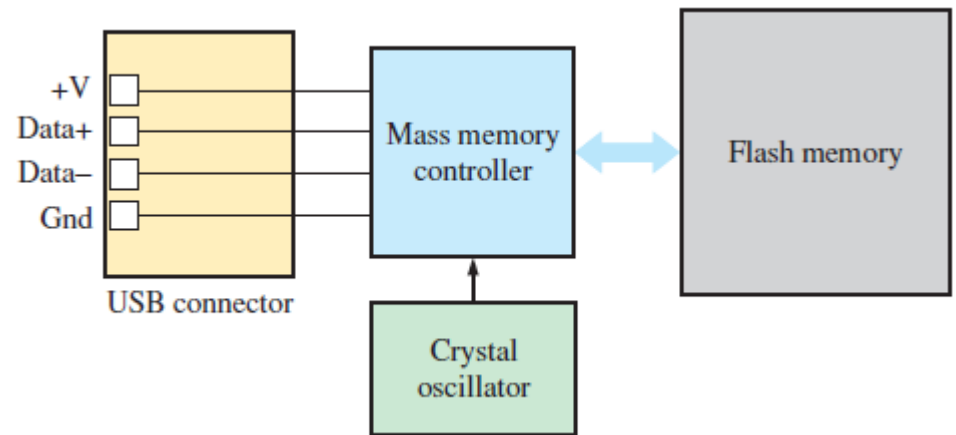 +V
Data+
Data–
Gnd
USB connector
Mass memory
controller
Flash memory
Crystal
oscillator